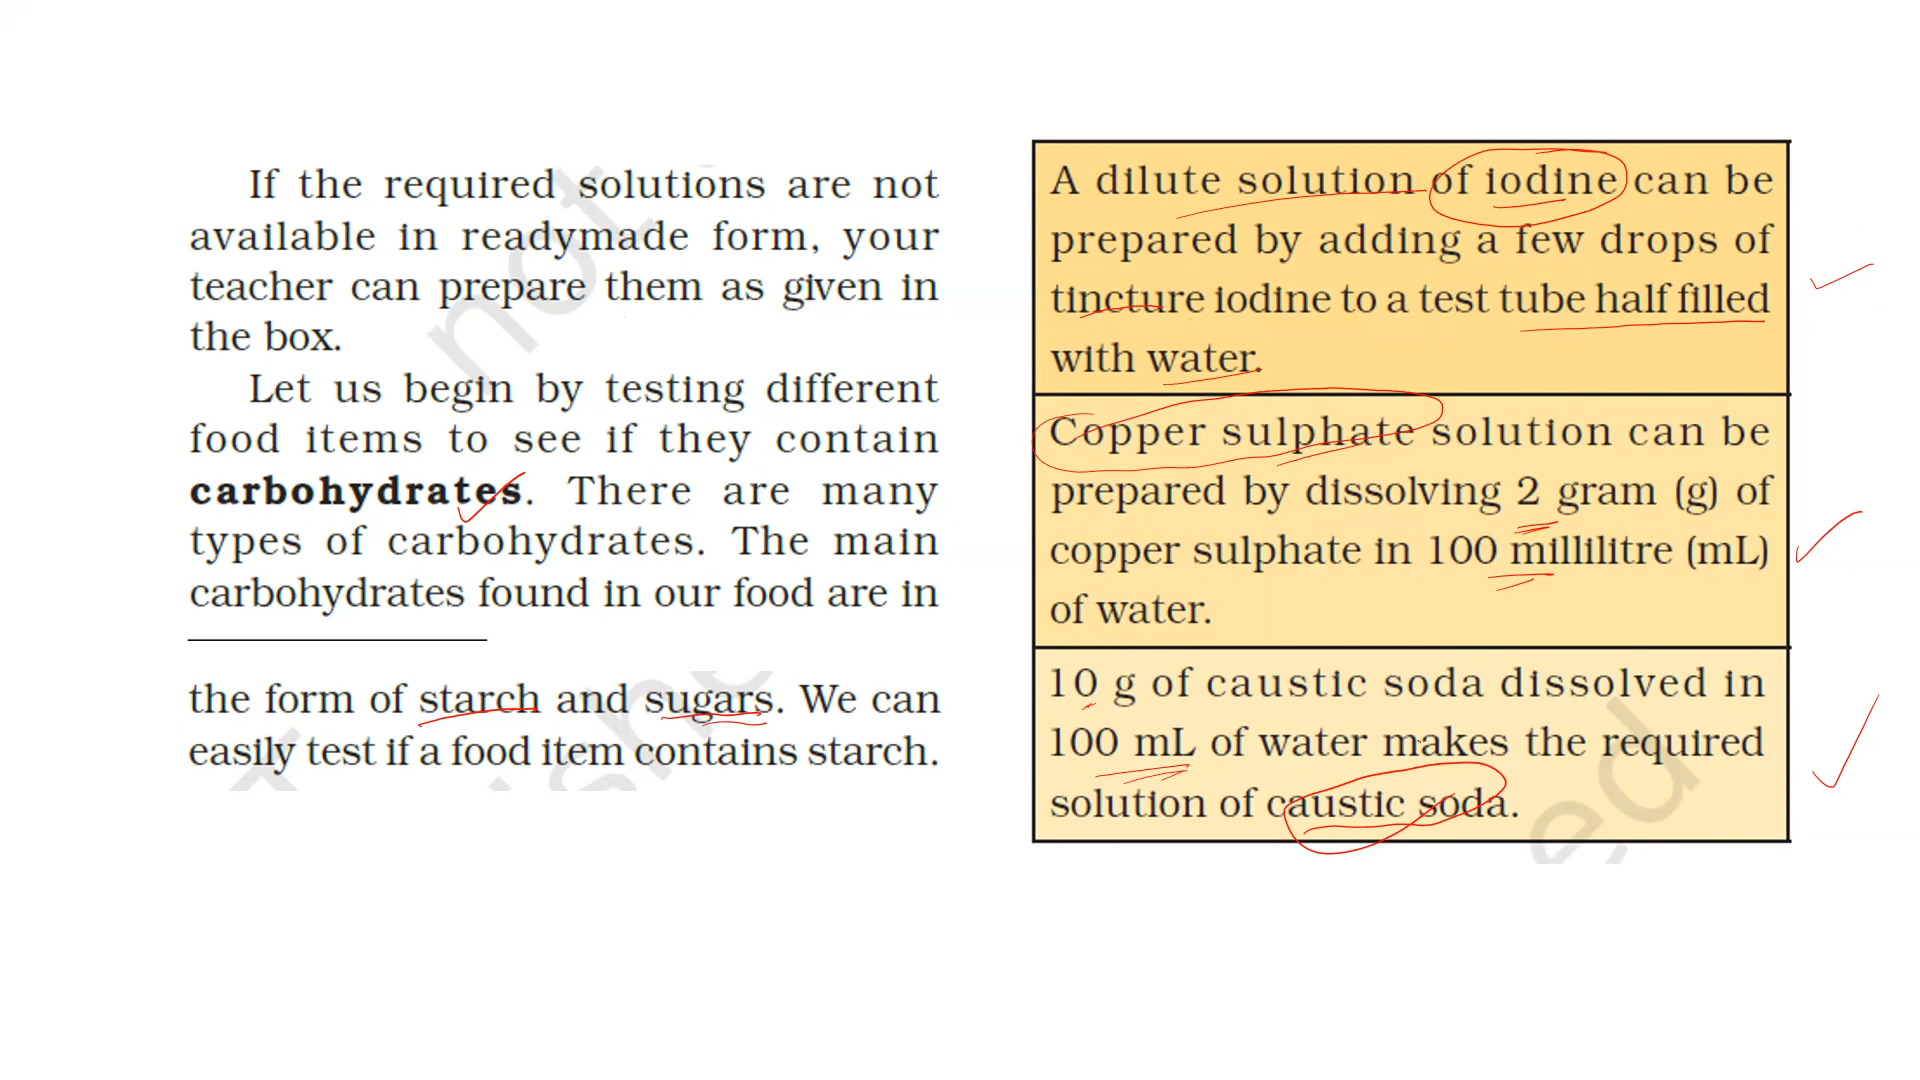 If the required solutions are not
available in readymade form, your
teacher can prepare them as given in
the box.
Let us begin by testing different
food items to see if they contain
carbohydrates. There are many
types of carbohydrates. The main
carbohydrates found in our food are in
the form of starch and sugars. We can
easily test if a food item contains starch.
A dilute solution of iodine can be
prepared by adding a few drops of
tincture iodine to a test tube half filled
with water.
Copper sulphate solution can be
prepared by dissolving 2 gram (g) of
copper sulphate in 100 millilitre (mL)
of water.
10 g of caustic soda dissolved in
100 mL of water makes the required
solution of caustic soda.
not
ed